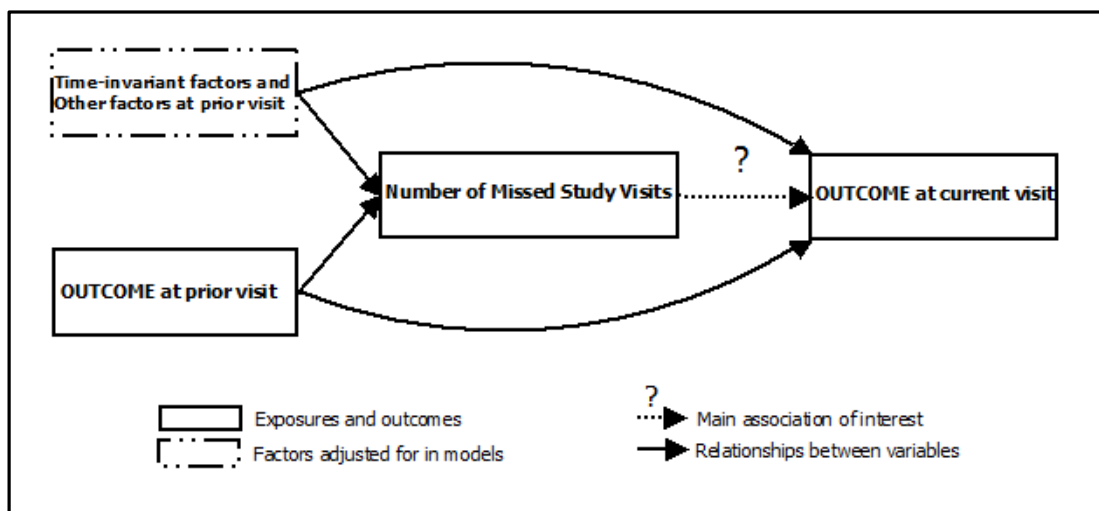 Time-invariant factors and
Other factors at prior visit
?
Number of Missed Study Visits
OUTCOME at current visit
OUTCOME at prior visit
Exposures and outcomes
Factors adjusted for in models
?
Main association of interest
Relationships between variables